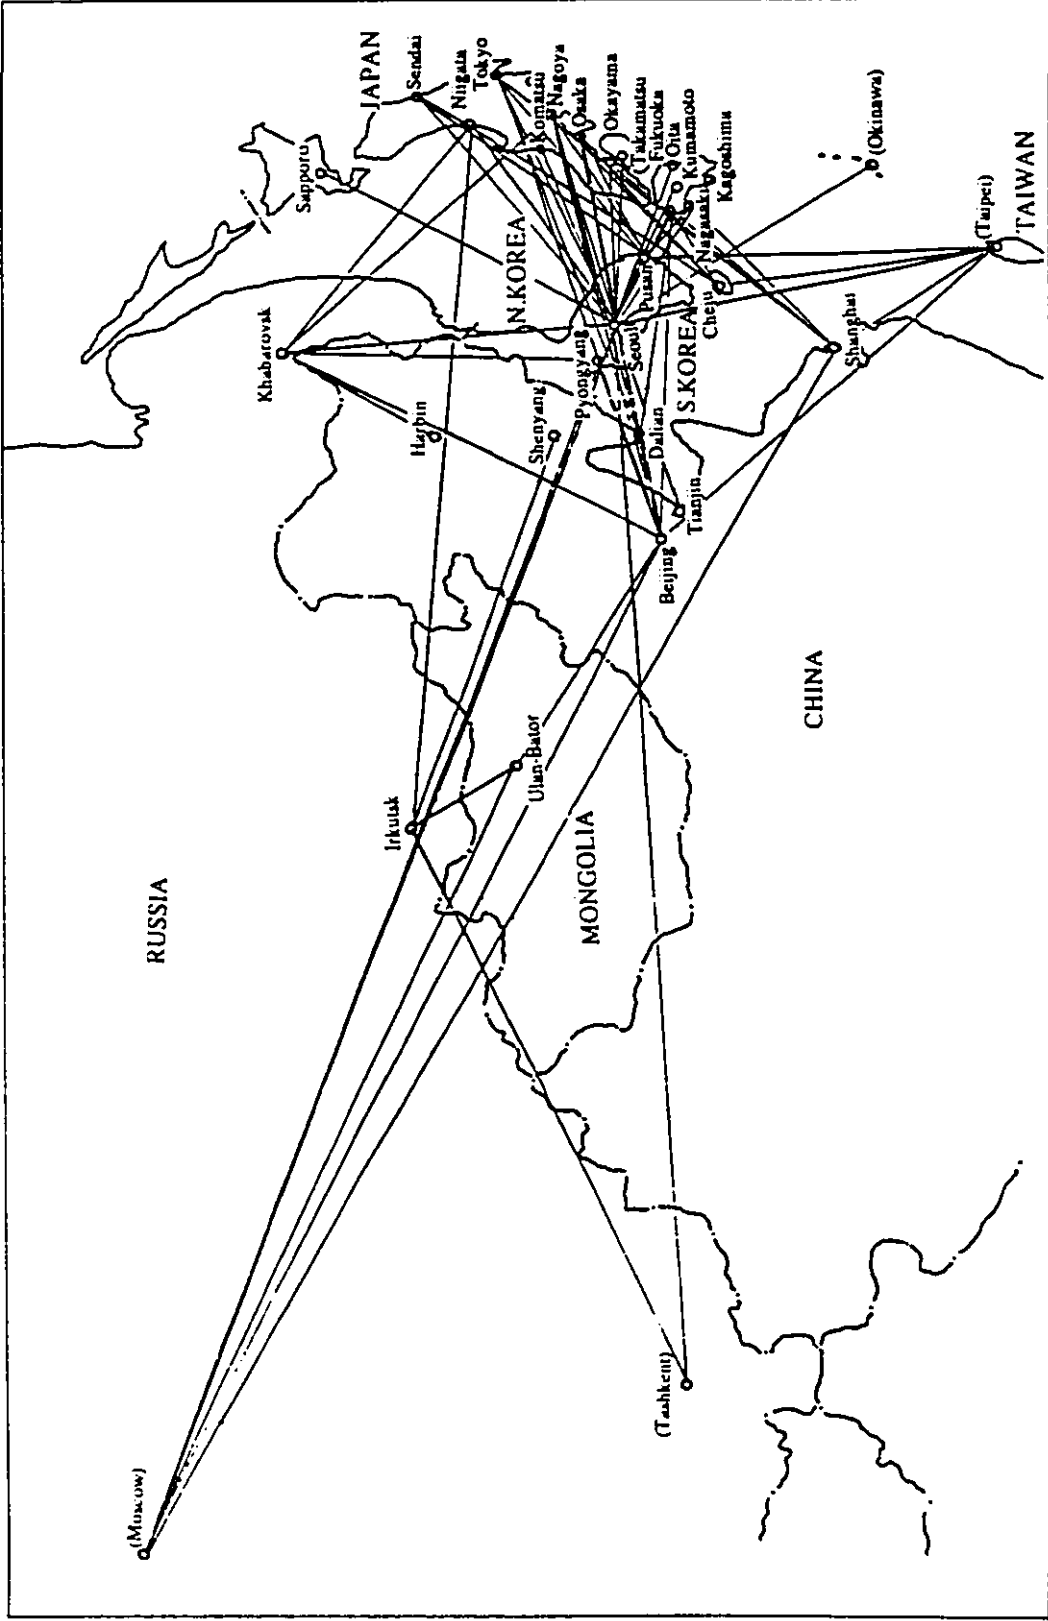 RUSSIA
(Moscow)
Khabarovsk
Sapporo
JAPAN
Sendai
Niigata
Tokyo
Komatsu
Nagoya
Osaka
Okayama
(Takamatsu
Fukuoka
Oita
Kumamoto
Nagasaki
Kagoshima
(Okinawa)
Harbin
Shenyang
N.KOREA
Pyongyang
Seoul
Pusan
S.KOREA
Cheju
Dalian
Tianjin
Beijing
Irkutsk
Ulan-Bator
MONGOLIA
CHINA
Shanghai
(Taipei)
TAIWAN
(Tashkent)